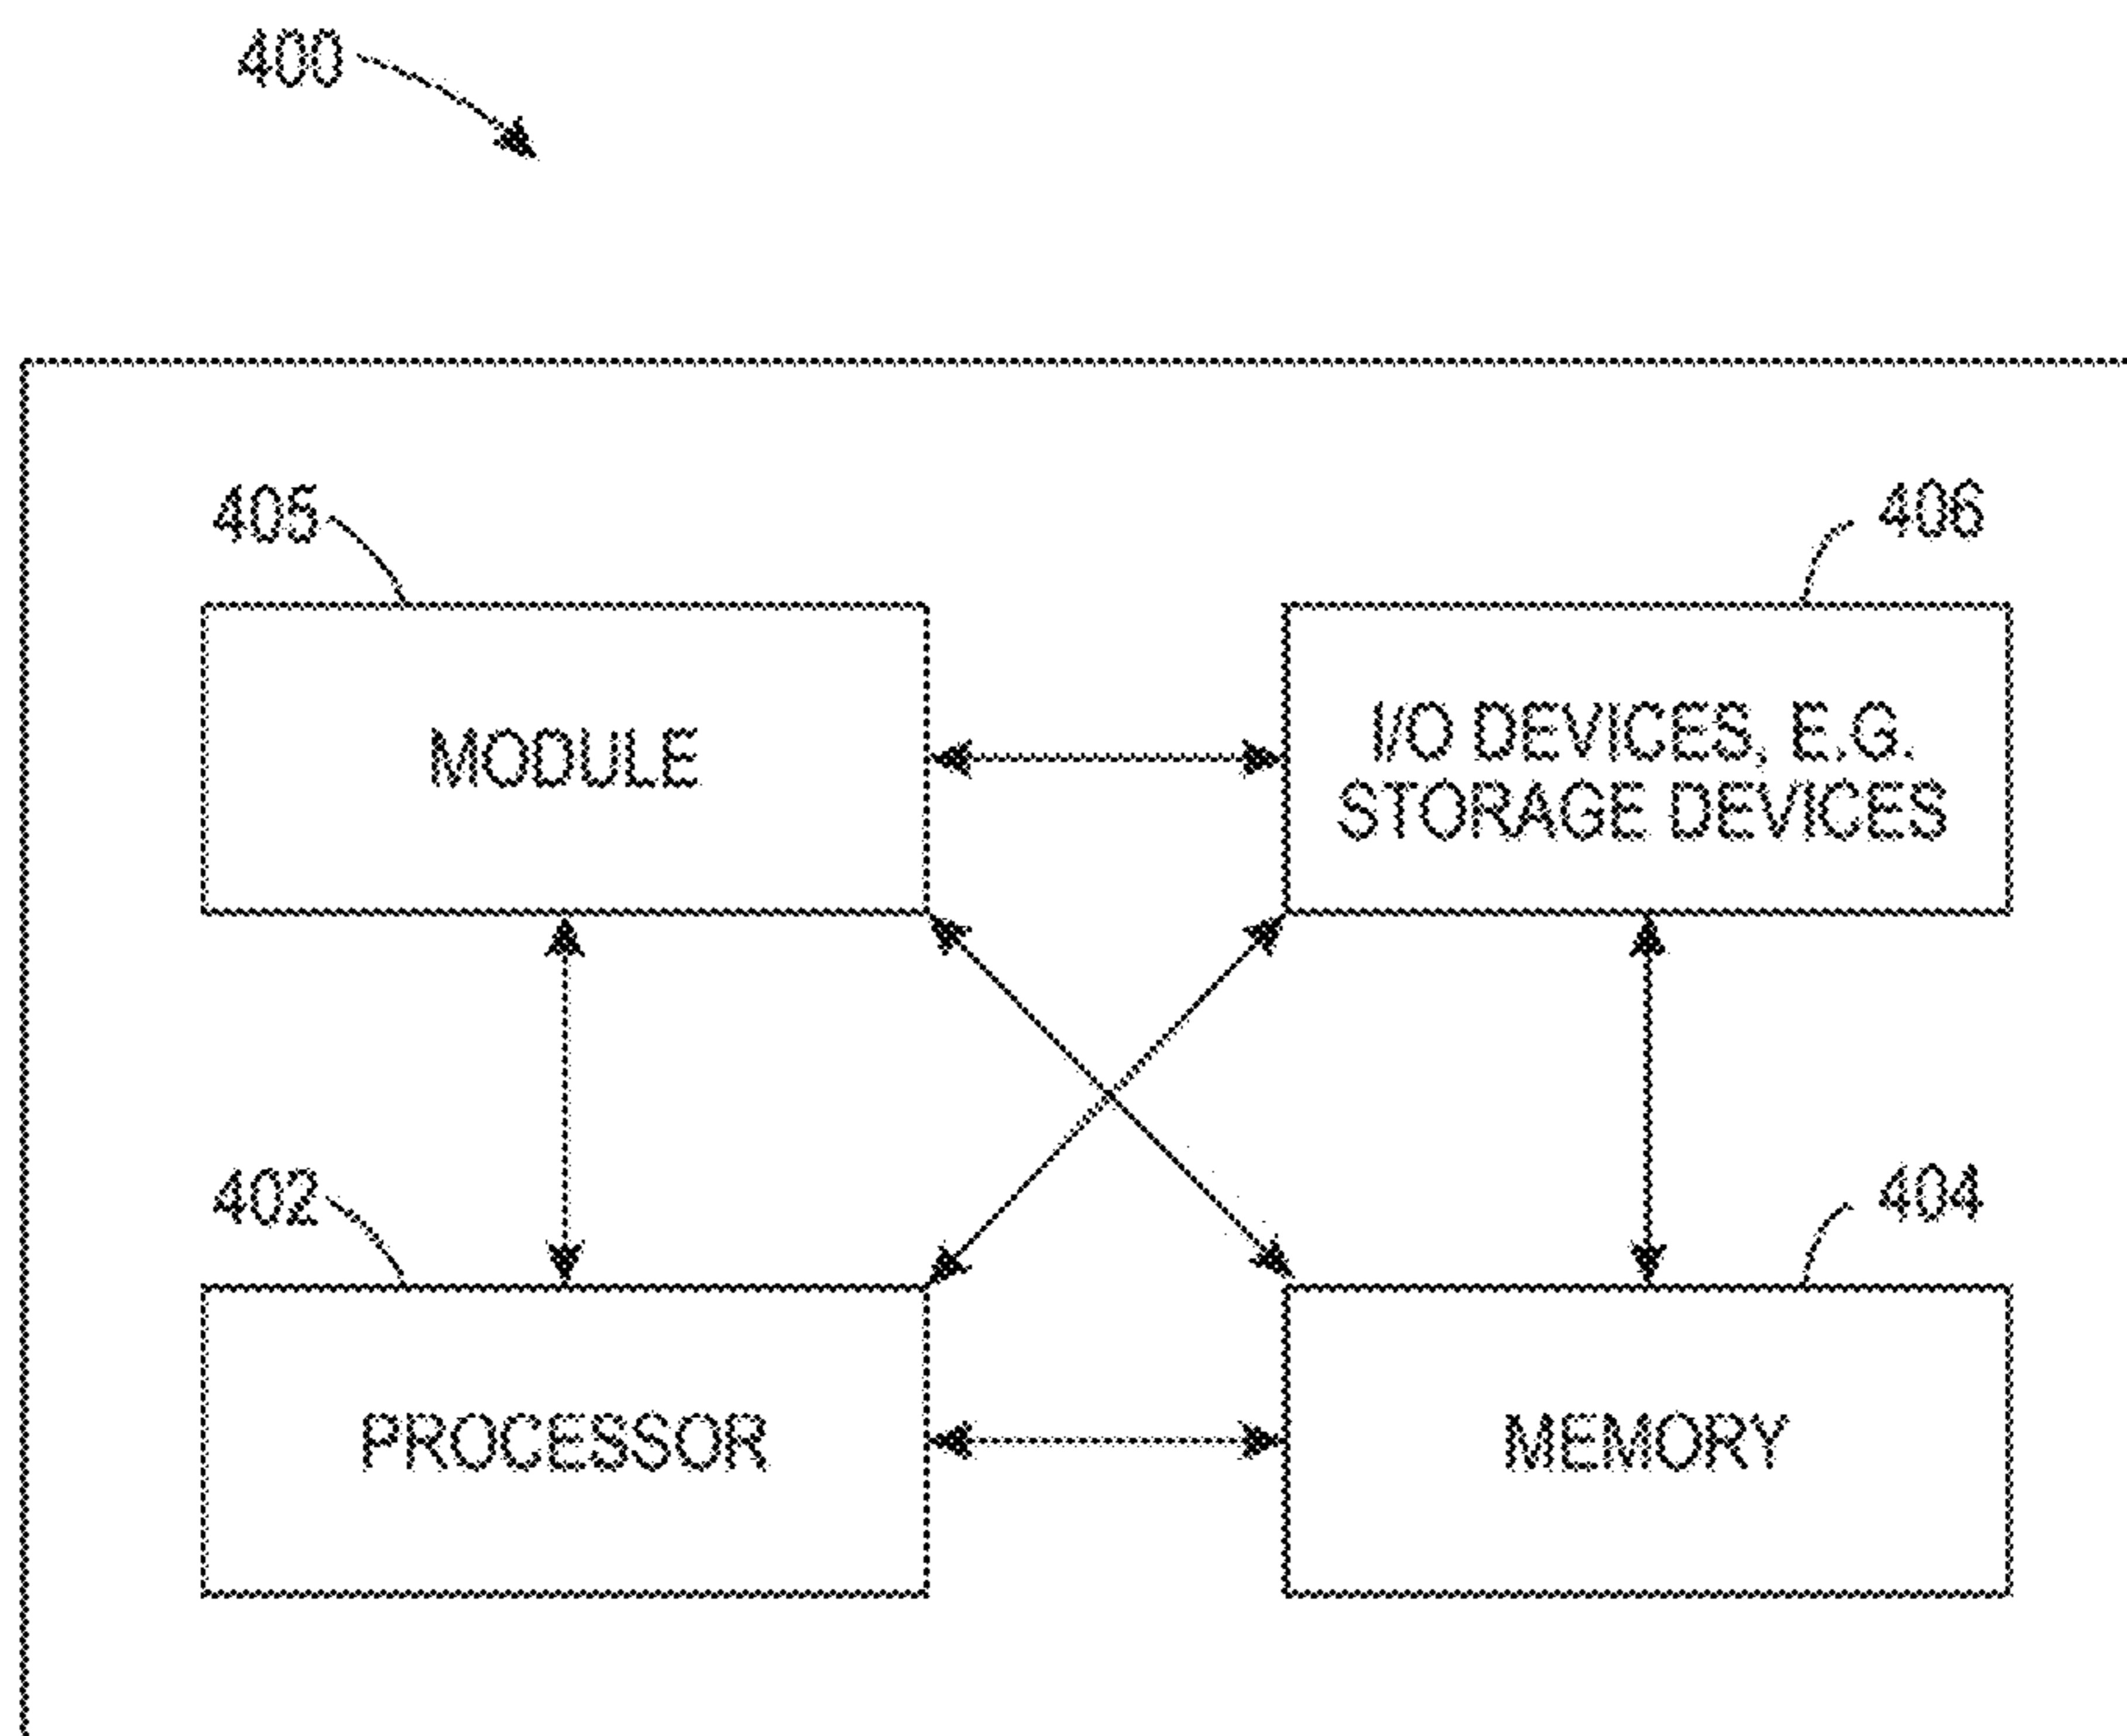 400
405
406
MODULE
I/O DEVICES, E.G.
STORAGE DEVICES
402
404
PROCESSOR
MEMORY